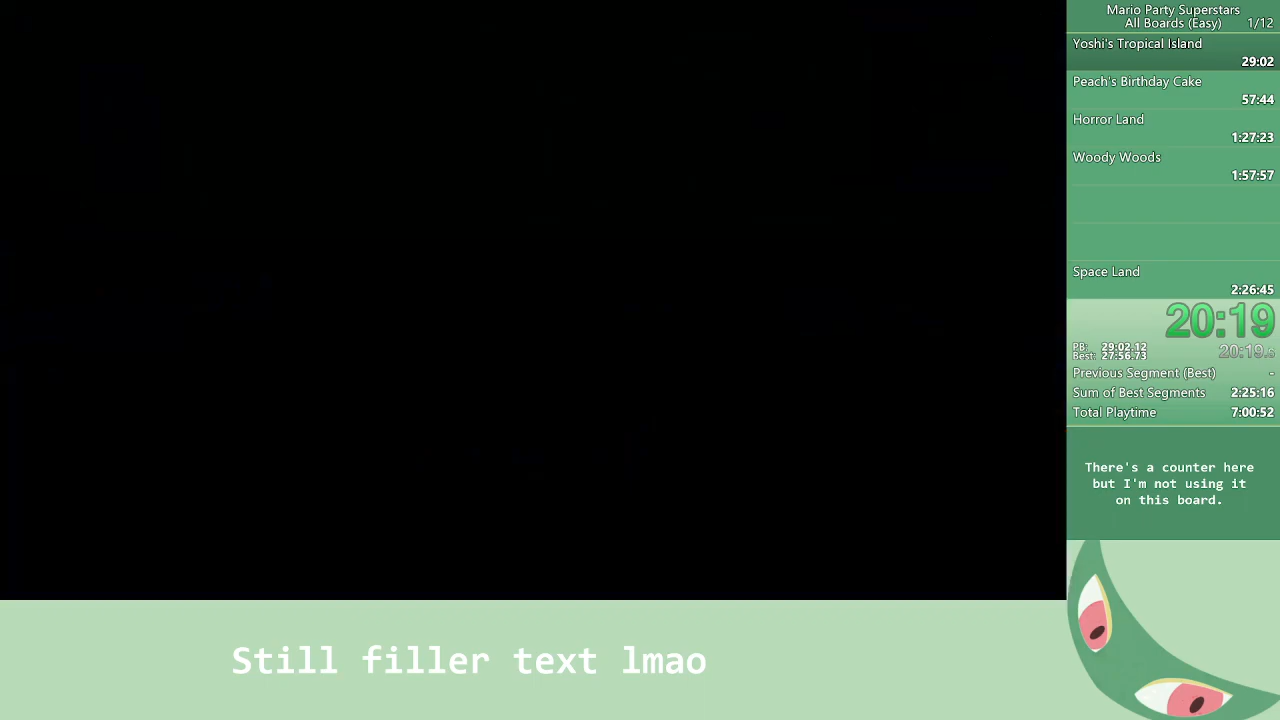 Mario Party Superstars
All Boards (Easy) 1/12
Yoshi's Tropical Island
29:02
Peach's Birthday Cake
57:44
Horror Land
1:27:23
Woody Woods
1:57:57
Space Land
2:26:45
20:19
PB: 29:02.12
Best: 27:56.73
20:19.6
Previous Segment (Best) -
Sum of Best Segments 2:25:16
Total Playtime 7:00:52
There's a counter here
but I'm not using it
on this board.
Still filler text lmao